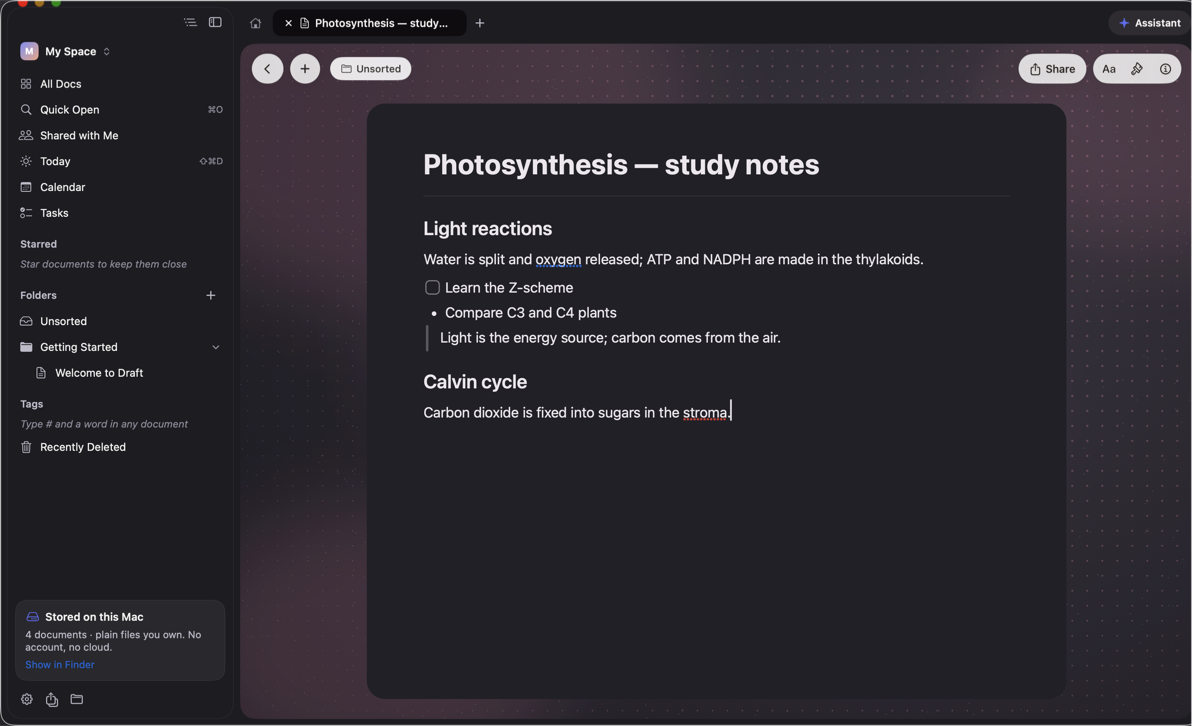 Photosynthesis — study...
Assistant
M My Space
All Docs
Quick Open ⌘O
Shared with Me
Today ⇧⌘D
Calendar
Tasks
Starred
Star documents to keep them close
Folders
Unsorted
Getting Started
Welcome to Draft
Tags
Type # and a word in any document
Recently Deleted
Stored on this Mac
4 documents · plain files you own. No
account, no cloud.
Show in Finder
Unsorted
Share
Aa
Photosynthesis — study notes
Light reactions
Water is split and oxygen released; ATP and NADPH are made in the thylakoids.
Learn the Z-scheme
• Compare C3 and C4 plants
Light is the energy source; carbon comes from the air.
Calvin cycle
Carbon dioxide is fixed into sugars in the stroma.